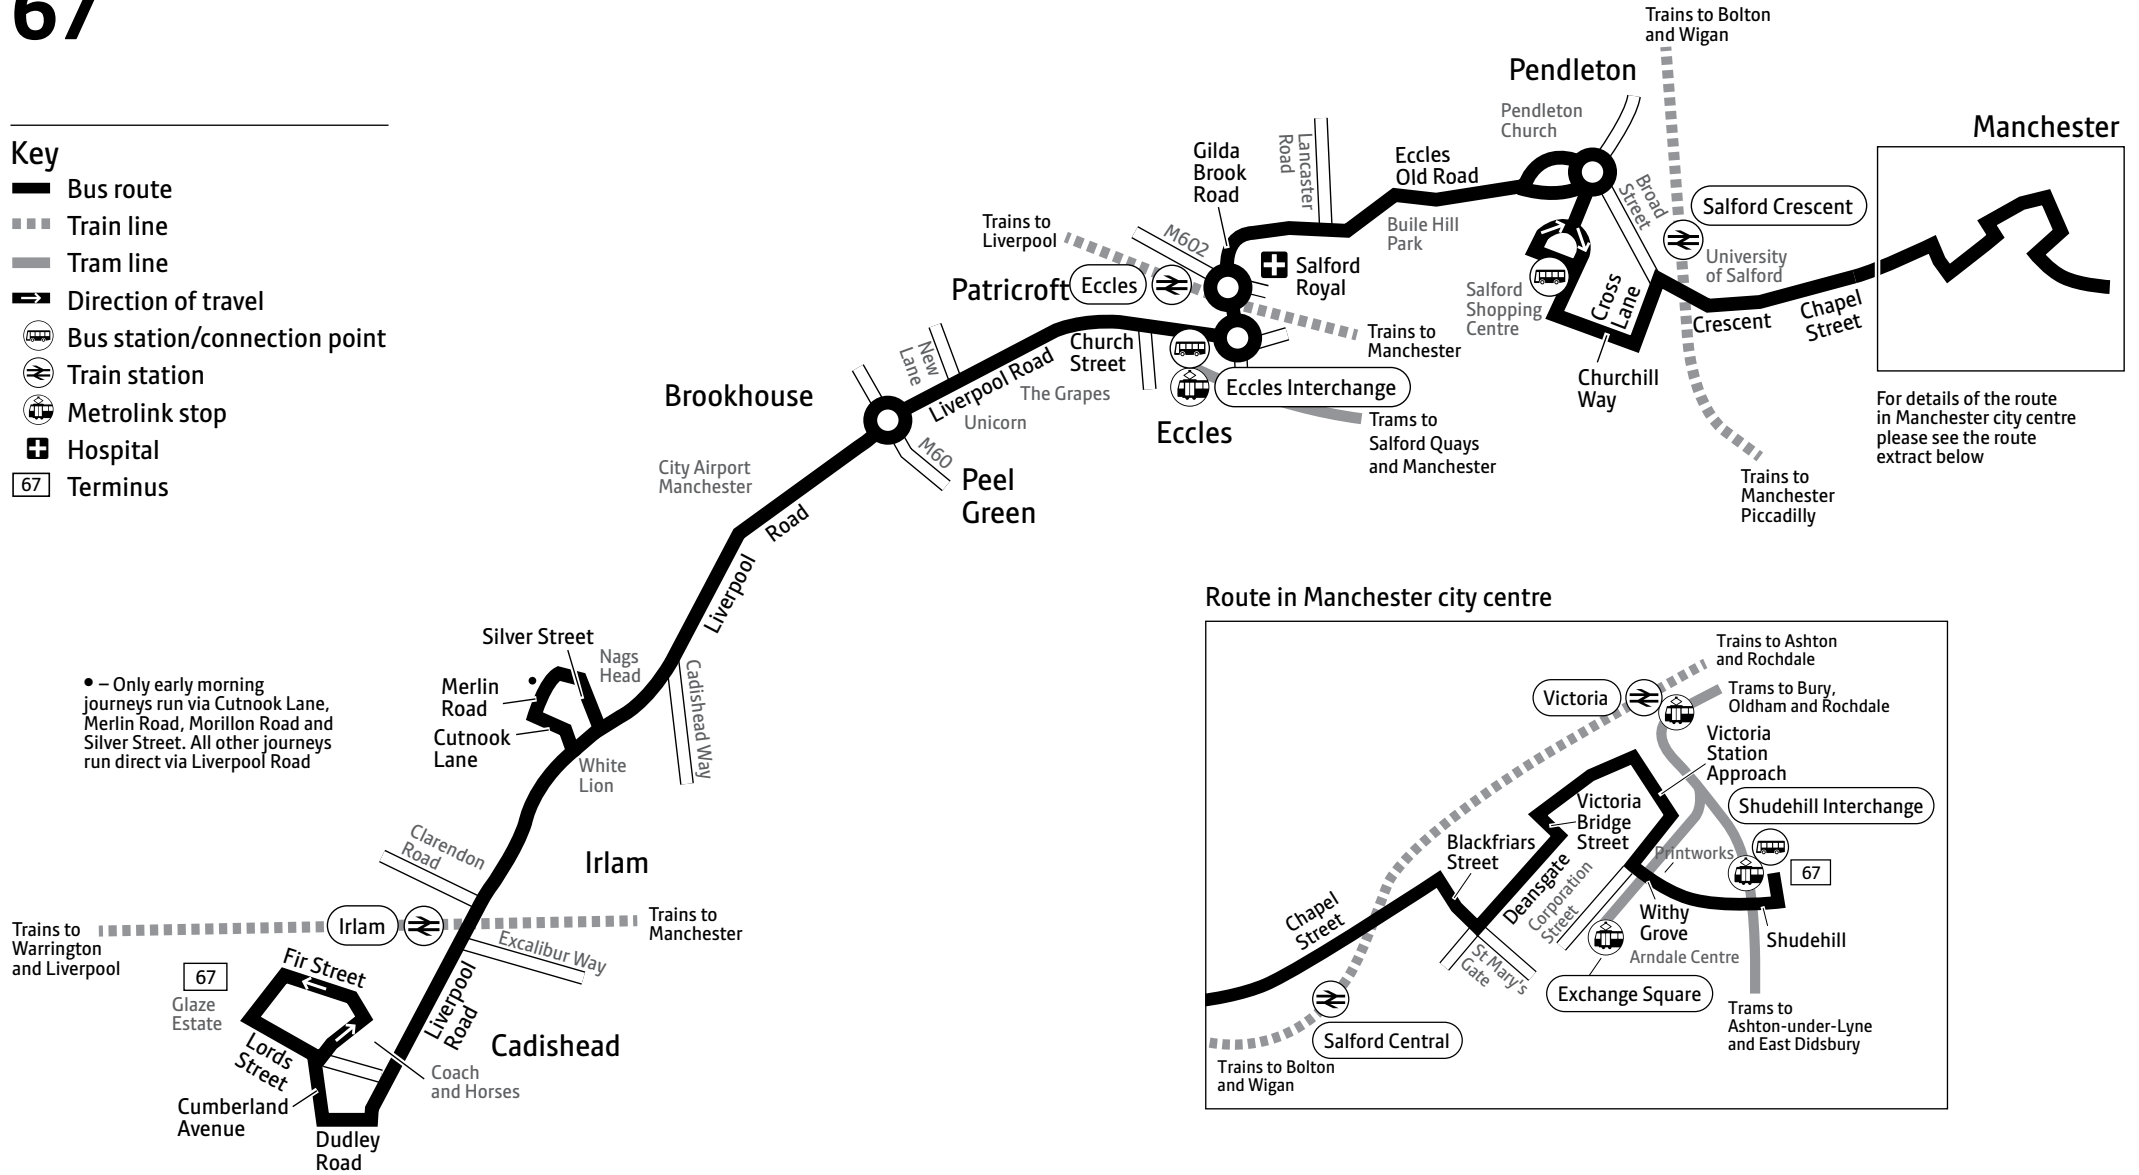 67
Key
Bus route
Train line
Tram line
Direction of travel
Bus station/connection point
Train station
Metrolink stop
Hospital
67 Terminus
Trains to Bolton
and Wigan
Pendleton
Pendleton
Church
Manchester
Gilda
Brook
Road
Lancaster
Road
Eccles
Old Road
Broad
Street
Salford Crescent
Trains to
Liverpool
M602
Buile Hill
Park
University
of Salford
Patricroft
Eccles
Salford
Royal
Salford
Shopping
Centre
Cross
Lane
Crescent
Chapel
Street
Church
Street
Trains to
Manchester
New
Lane
Liverpool Road
The Grapes
Unicorn
Eccles Interchange
Eccles
Trams to
Salford Quays
and Manchester
Churchill
Way
For details of the route
in Manchester city centre
please see the route
extract below
Brookhouse
M60
Peel
Green
City Airport
Manchester
Trains to
Manchester
Piccadilly
Liverpool
Road
Silver Street
Nags
Head
Merlin
Road
Cutnook
Lane
White
Lion
Cadishead Way
• – Only early morning
journeys run via Cutnook Lane,
Merlin Road, Morillon Road and
Silver Street. All other journeys
run direct via Liverpool Road
Clarendon
Road
Irlam
Trains to
Warrington
and Liverpool
Irlam
Trains to
Manchester
Excalibur Way
67
Glaze
Estate
Fir Street
Liverpool
Road
Cadishead
Lords
Street
Coach
and Horses
Cumberland
Avenue
Dudley
Road
Route in Manchester city centre
Trains to Ashton
and Rochdale
Victoria
Trams to Bury,
Oldham and Rochdale
Victoria
Station
Approach
Shudehill Interchange
Victoria
Bridge
Street
Blackfriars
Street
Printworks
67
Deansgate
Corporation
Street
Chapel
Street
Withy
Grove
Shudehill
Arndale Centre
St Mary's
Gate
Exchange Square
Salford Central
Trams to
Ashton-under-Lyne
and East Didsbury
Trains to Bolton
and Wigan